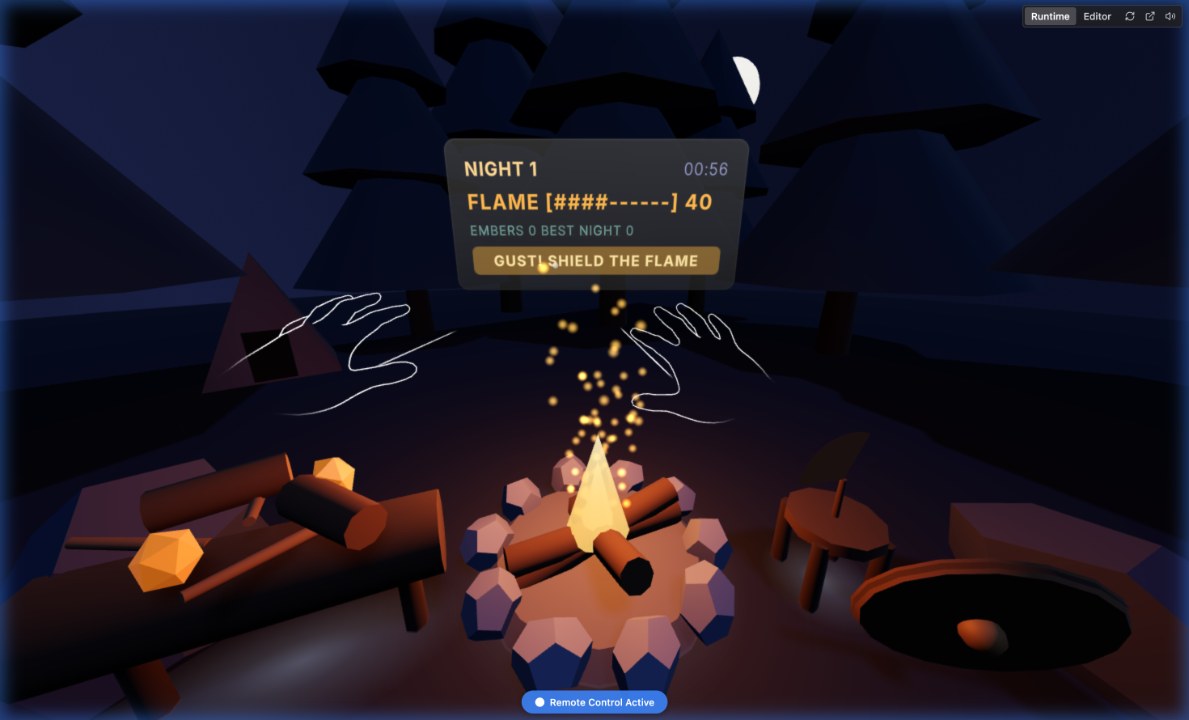 Runtime Editor
NIGHT 1 00:56
FLAME [####------] 40
EMBERS 0 BEST NIGHT 0
GUST! SHIELD THE FLAME
Remote Control Active